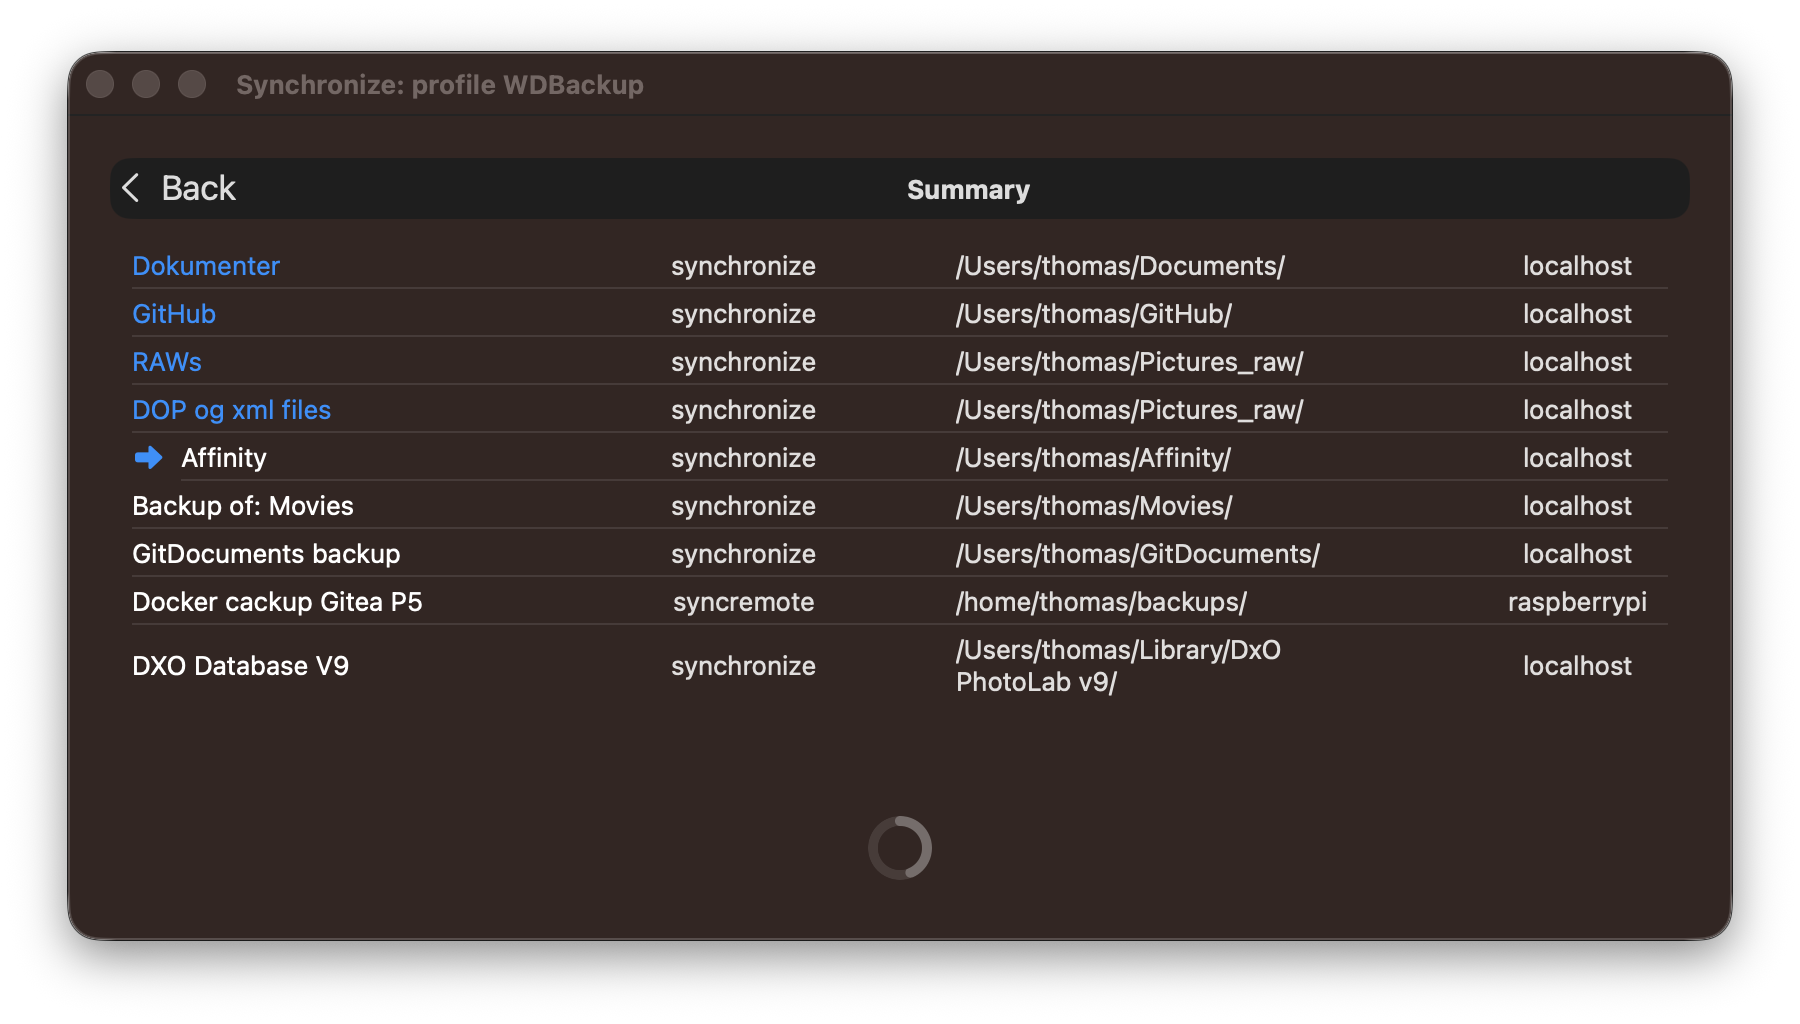 Synchronize: profile WDBackup
Back Summary
Dokumenter synchronize /Users/thomas/Documents/ localhost
GitHub synchronize /Users/thomas/GitHub/ localhost
RAWs synchronize /Users/thomas/Pictures_raw/ localhost
DOP og xml files synchronize /Users/thomas/Pictures_raw/ localhost
Affinity synchronize /Users/thomas/Affinity/ localhost
Backup of: Movies synchronize /Users/thomas/Movies/ localhost
GitDocuments backup synchronize /Users/thomas/GitDocuments/ localhost
Docker cackup Gitea P5 syncremote /home/thomas/backups/ raspberrypi
DXO Database V9 synchronize /Users/thomas/Library/DxO
PhotoLab v9/ localhost